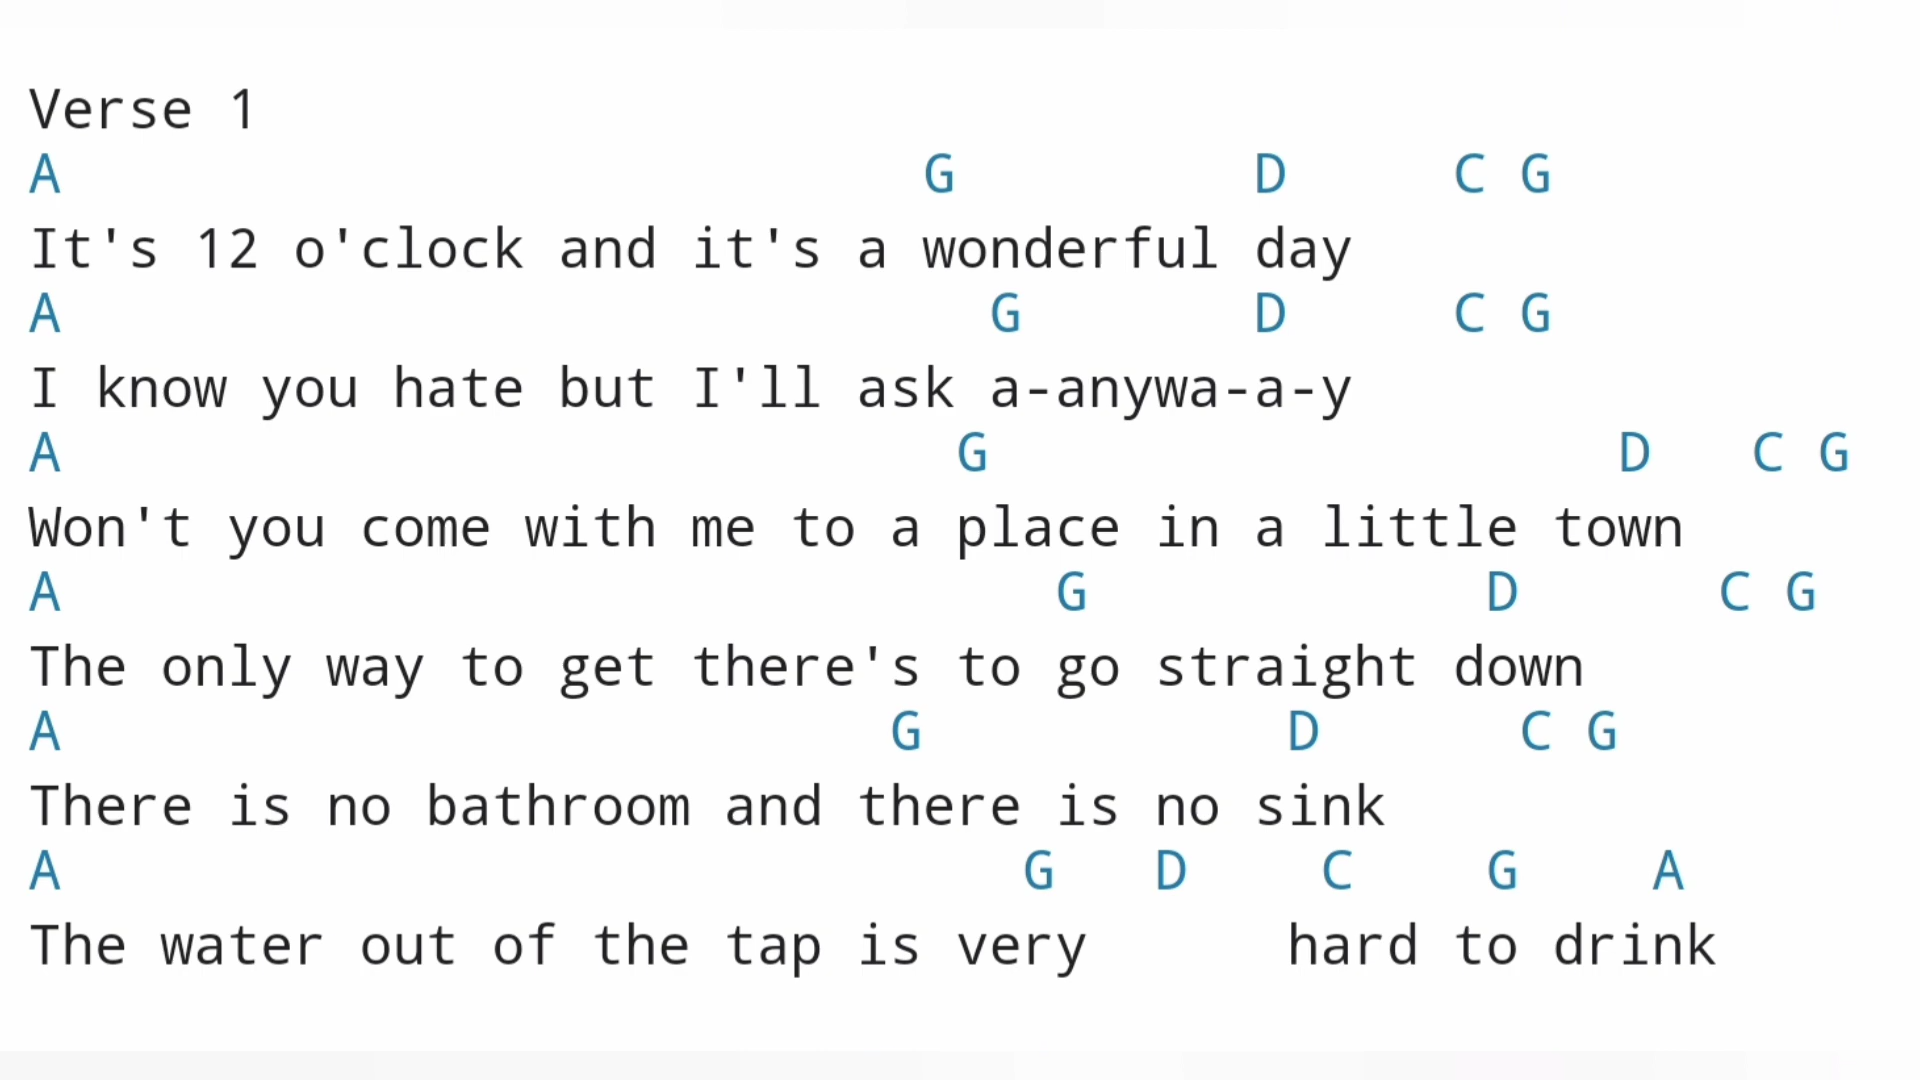 Verse 1
A                          G         D     C G
It's 12 o'clock and it's a wonderful day
A                            G       D     C G
I know you hate but I'll ask a-anywa-a-y
A                           G                   D   C G
Won't you come with me to a place in a little town
A                              G            D      C G
The only way to get there's to go straight down
A                         G           D      C G
There is no bathroom and there is no sink
A                             G   D    C    G    A
The water out of the tap is very      hard to drink